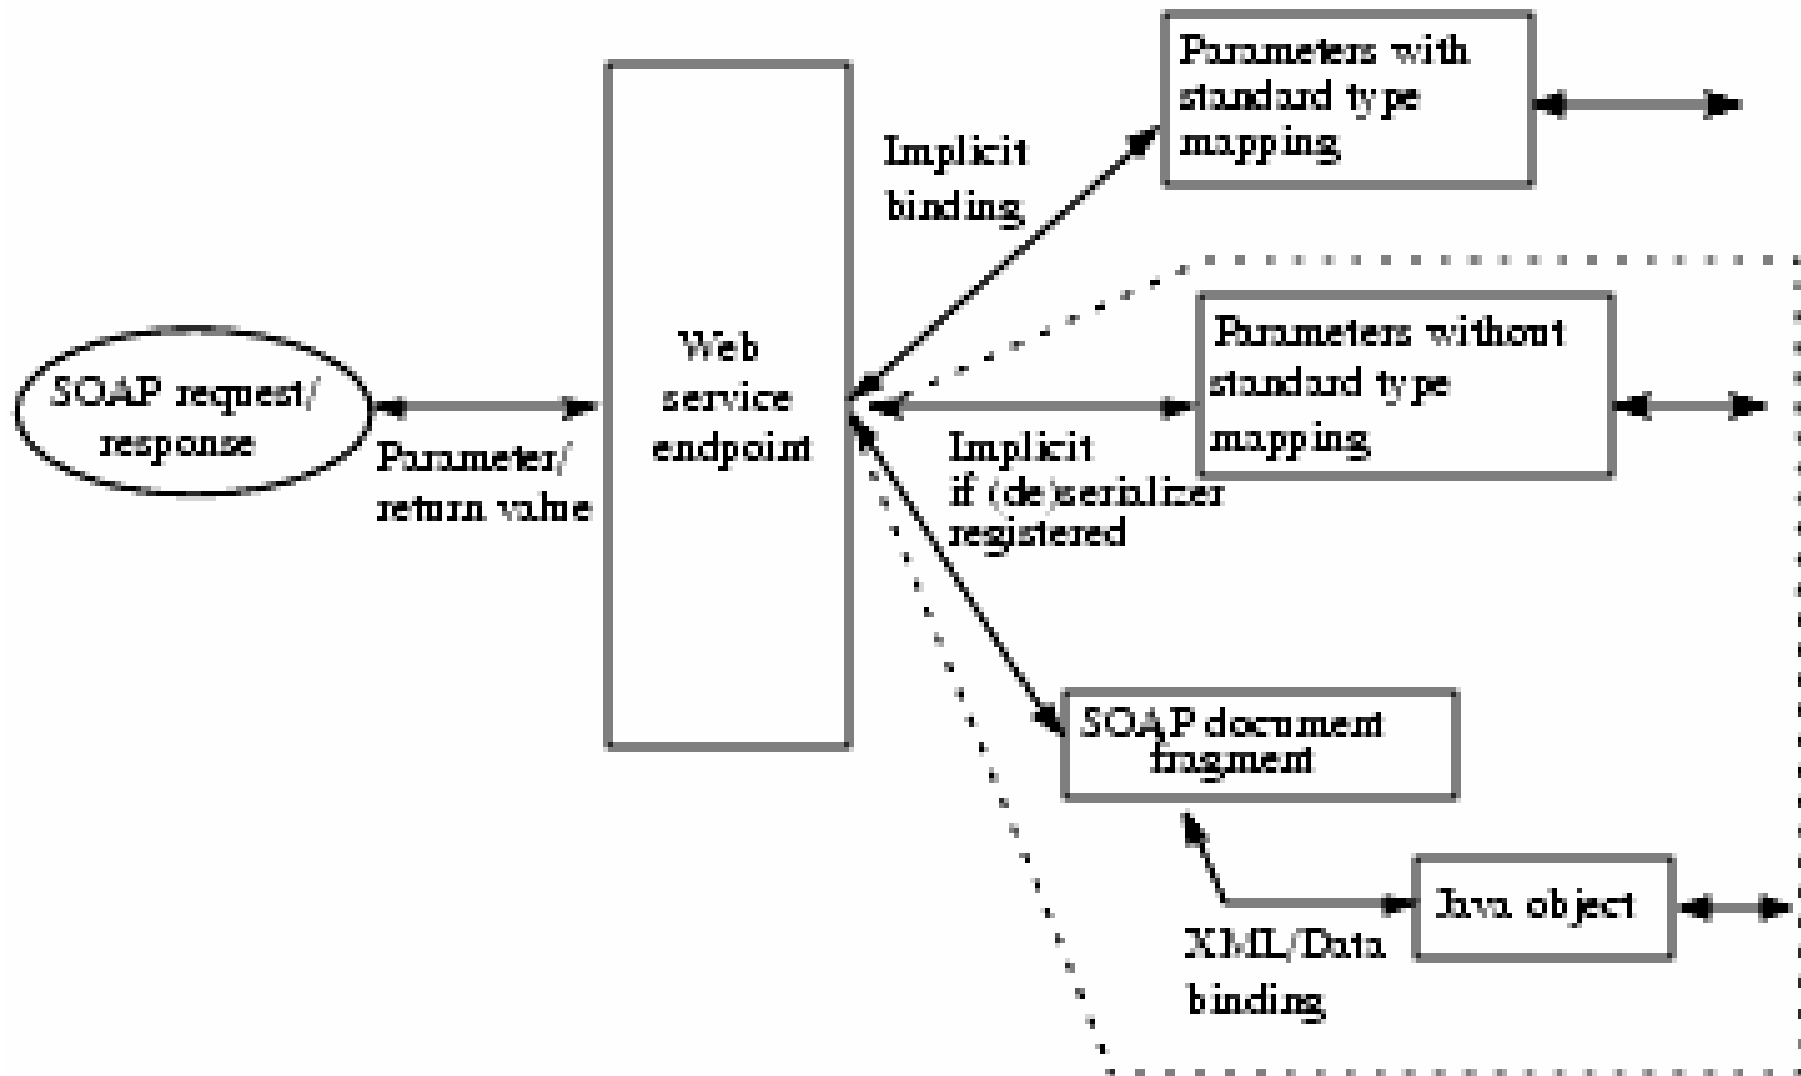 SOAP request/
response
Parameter/
return value
Web
service
endpoint
Implicit
binding
Parameters with
standard type
mapping
Parameters without
standard type
mapping
Implicit
if (de)serializer
registered
SOAP document
fragment
XML/Data
binding
Java object